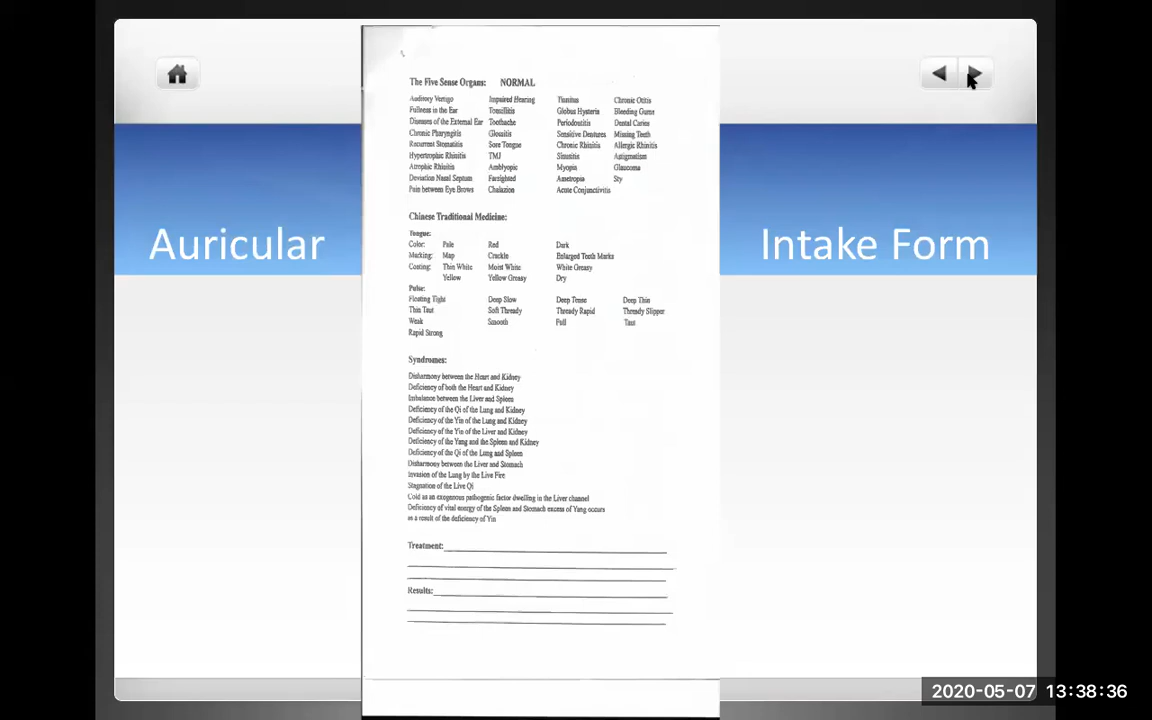 The Five Sense Organs: NORMAL
Auditory Vertigo Impaired Hearing Tinnitus Chronic Otitis
Fullness in the Ear Tonsillitis Globus Hysteris Bleeding Gums
Diseases of the External Ear Toothache Periodontitis Dental Caries
Chronic Pharyngitis Glossitis Sensitive Dentures Missing Teeth
Recurrent Stomatitis Sore Tongue Chronic Rhinitis Allergic Rhinitis
Hypertrophic Rhinitis TMJ Sinusitis Astigmatism
Atrophic Rhinitis Amblyopic Myopia Glaucoma
Deviation Nasal Septum Farsighted Ametropia Sty
Pain between Eye Brows Chalazion Acute Conjunctivitis
Chinese Traditional Medicine:
Tongue:
Color: Pale Red Dark
Marking: Map Crackle Enlarged Teeth Marks
Coating: Thin White Moist White White Greasy
Yellow Yellow Greasy Dry
Pulse:
Floating Tight Deep Slow Deep Tense Deep Thin
Thin Taut Soft Thready Thready Rapid Thready Slipper
Weak Smooth Full Taut
Rapid Strong
Auricular
Intake Form
Syndromes:
Disharmony between the Heart and Kidney
Deficiency of both the Heart and Kidney
Imbalance between the Liver and Spleen
Deficiency of the Qi of the Lung and Kidney
Deficiency of the Yin of the Lung and Kidney
Deficiency of the Yin of the Liver and Kidney
Deficiency of the Yang and the Spleen and Kidney
Deficiency of the Qi of the Lung and Spleen
Disharmony between the Liver and Stomach
Invasion of the Lung by the Live Fire
Stagnation of the Live Qi
Cold as an exogenous pathogenic factor dwelling in the Liver channel
Deficiency of vital energy of the Spleen and Stomach excess of Yang occurs
as a result of the deficiency of Yin
Treatment:
Results:
2020-05-07 13:38:36